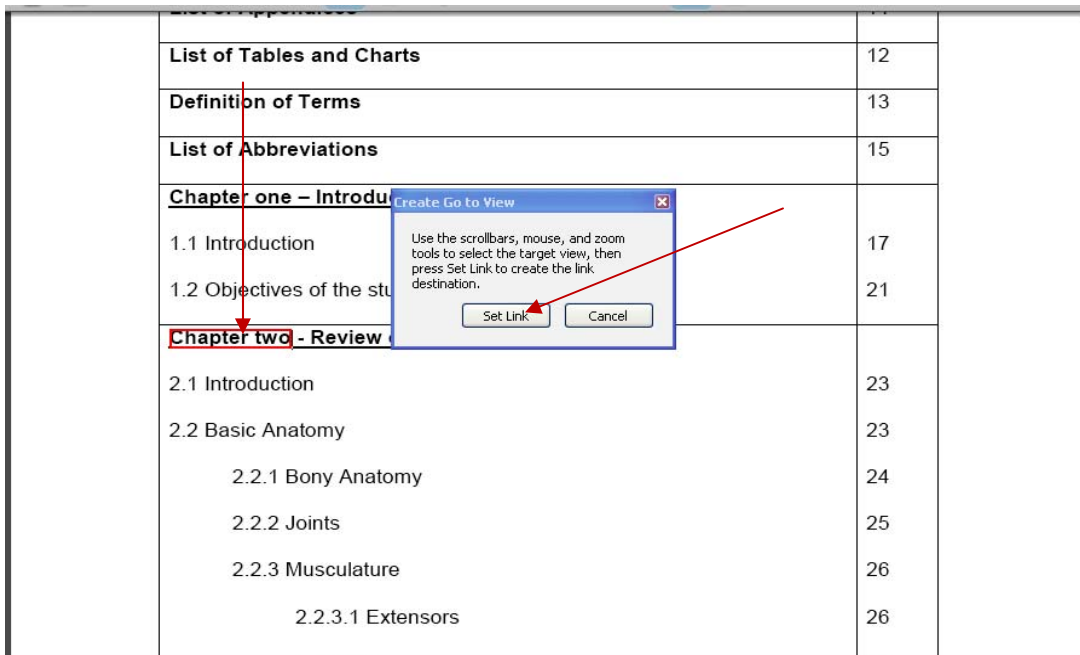 List of Appendices
List of Tables and Charts 12
Definition of Terms 13
List of Abbreviations 15
Chapter one – Introdu
1.1 Introduction 17
1.2 Objectives of the stu 21
Chapter two - Review
2.1 Introduction 23
2.2 Basic Anatomy 23
2.2.1 Bony Anatomy 24
2.2.2 Joints 25
2.2.3 Musculature 26
2.2.3.1 Extensors 26
Create Go to View
Use the scrollbars, mouse, and zoom
tools to select the target view, then
press Set Link to create the link
destination.
Set Link Cancel